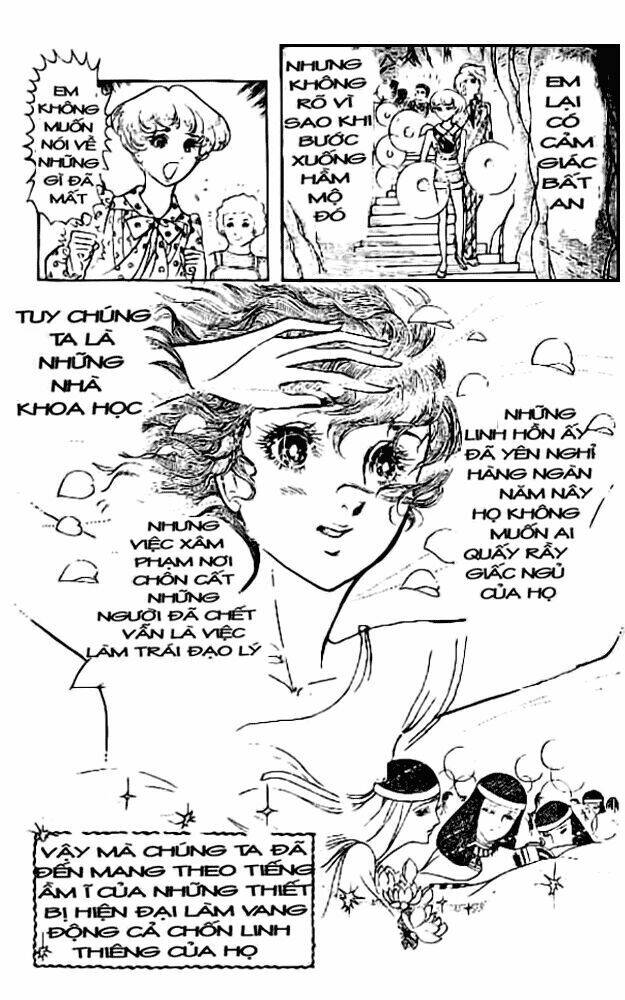 EM
KHÔNG
MUỐN
NÓI VỀ
NHỮNG
GÌ ĐÃ
MẤT
NHƯNG
KHÔNG
RÕ VÌ
SAO KHI
BƯỚC
XUỐNG
HẦM
MỘ
ĐÓ
EM
LẠI
CÓ
CẢM
GIÁC
BẤT
AN
TUY CHÚNG
TA LÀ
NHỮNG
NHÀ
KHOA HỌC
NHỮNG
LINH HỒN ẤY
ĐÃ YÊN NGHỈ
HÀNG NGÀN
NĂM NAY
HỌ KHÔNG
MUỐN AI
QUẤY RẦY
GIẤC NGỦ
CỦA HỌ
NHƯNG
VIỆC XÂM
PHẠM NƠI
CHÔN CẤT
NHỮNG
NGƯỜI ĐÃ CHẾT
VẪN LÀ VIỆC
LÀM TRÁI ĐẠO LÝ
VẬY MÀ CHÚNG TA ĐÃ
ĐẾN MANG THEO TIẾNG
ẦM Ĩ CỦA NHỮNG THIẾT
BỊ HIỆN ĐẠI LÀM VANG
ĐỘNG CẢ CHỐN LINH
THIÊNG CỦA HỌ